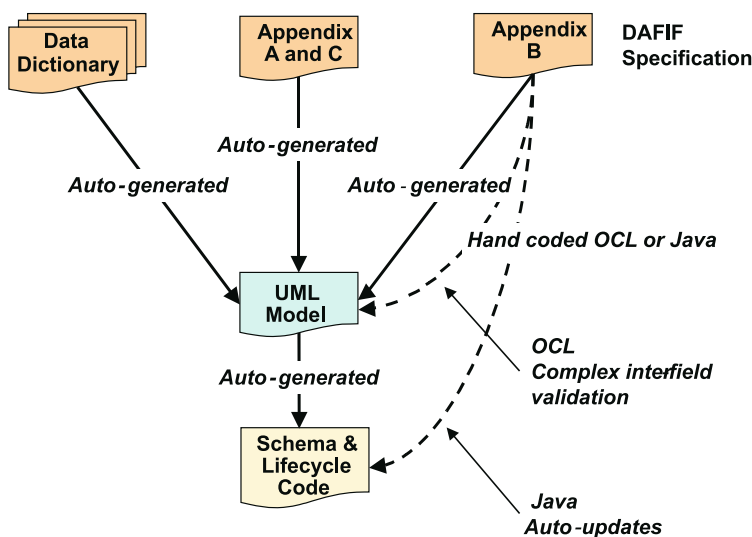 Data
Dictionary
Appendix
A and C
Appendix
B
DAFIF
Specification
Auto-generated
Auto-generated
Auto - generated
Hand coded OCL or Java
UML
Model
OCL
Complex interfield
validation
Auto-generated
Schema &
Lifecycle
Code
Java
Auto-updates